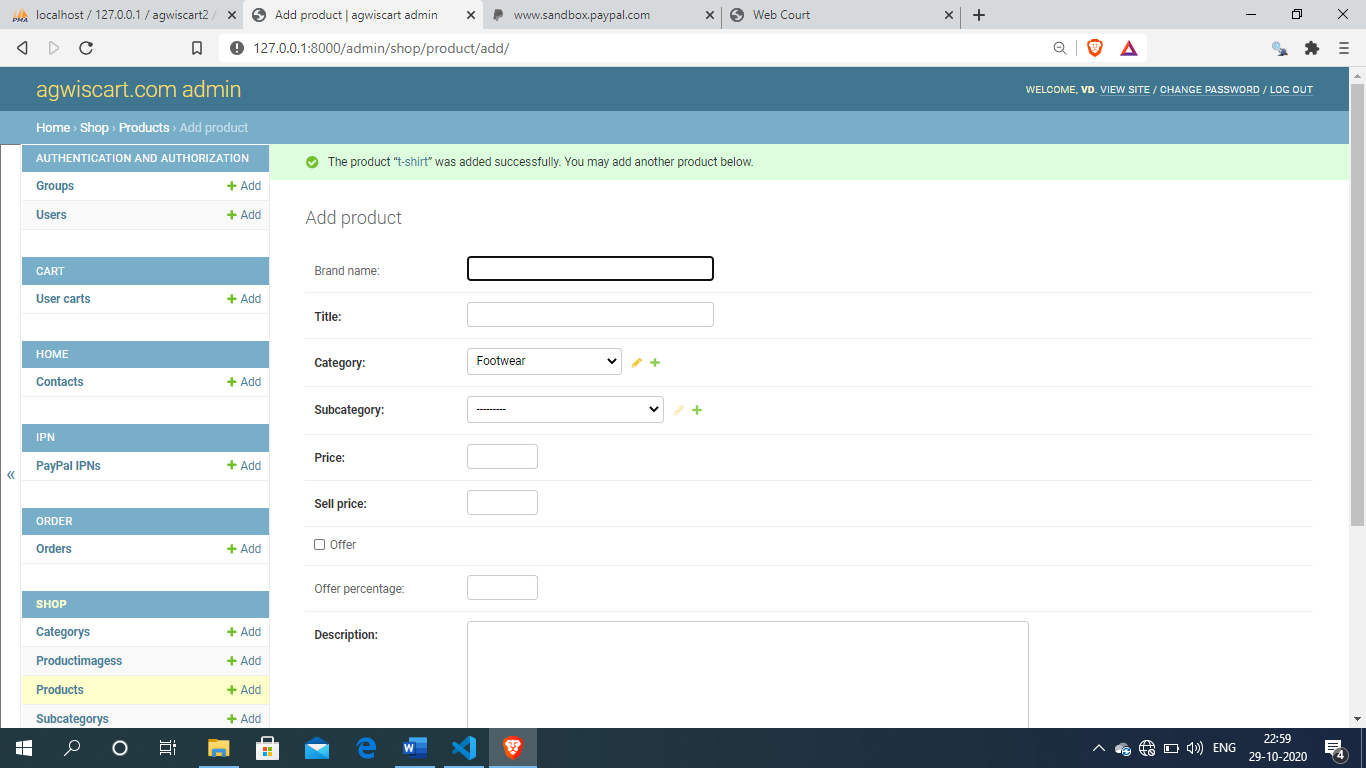 localhost / 127.0.0.1 / agwiscart2 /
Add product | agwiscart admin
www.sandbox.paypal.com
Web Court
127.0.0.1:8000/admin/shop/product/add/
agwiscart.com admin
WELCOME, VD. VIEW SITE / CHANGE PASSWORD / LOG OUT
Home › Shop › Products › Add product
AUTHENTICATION AND AUTHORIZATION
Groups + Add
Users + Add
CART
User carts + Add
HOME
Contacts + Add
IPN
PayPal IPNs + Add
«
ORDER
Orders + Add
SHOP
Categorys + Add
Productimagess + Add
Products + Add
Subcategorys + Add
The product “t-shirt” was added successfully. You may add another product below.
Add product
Brand name:
Title:
Category: Footwear
Subcategory: ---------
Price:
Sell price:
Offer
Offer percentage:
Description:
ENG
22:59
29-10-2020
4